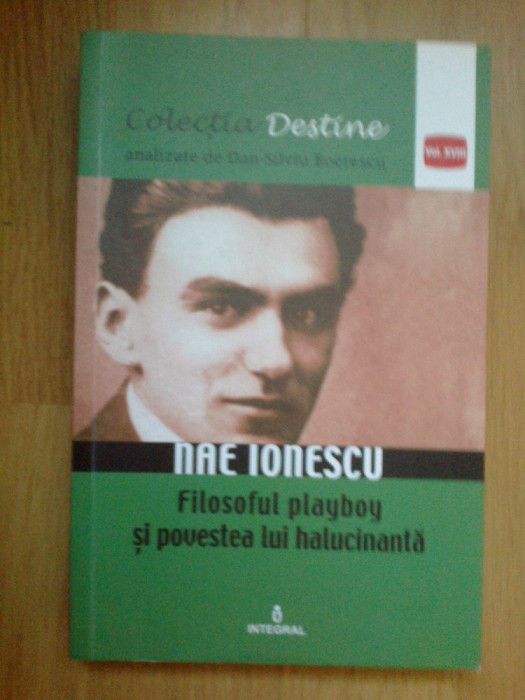 Colecția Destine
analizate de Dan-Silviu Boerescu
Vol. XVIII
NAE IONESCU
Filosoful playboy
și povestea lui halucinantă
INTEGRAL